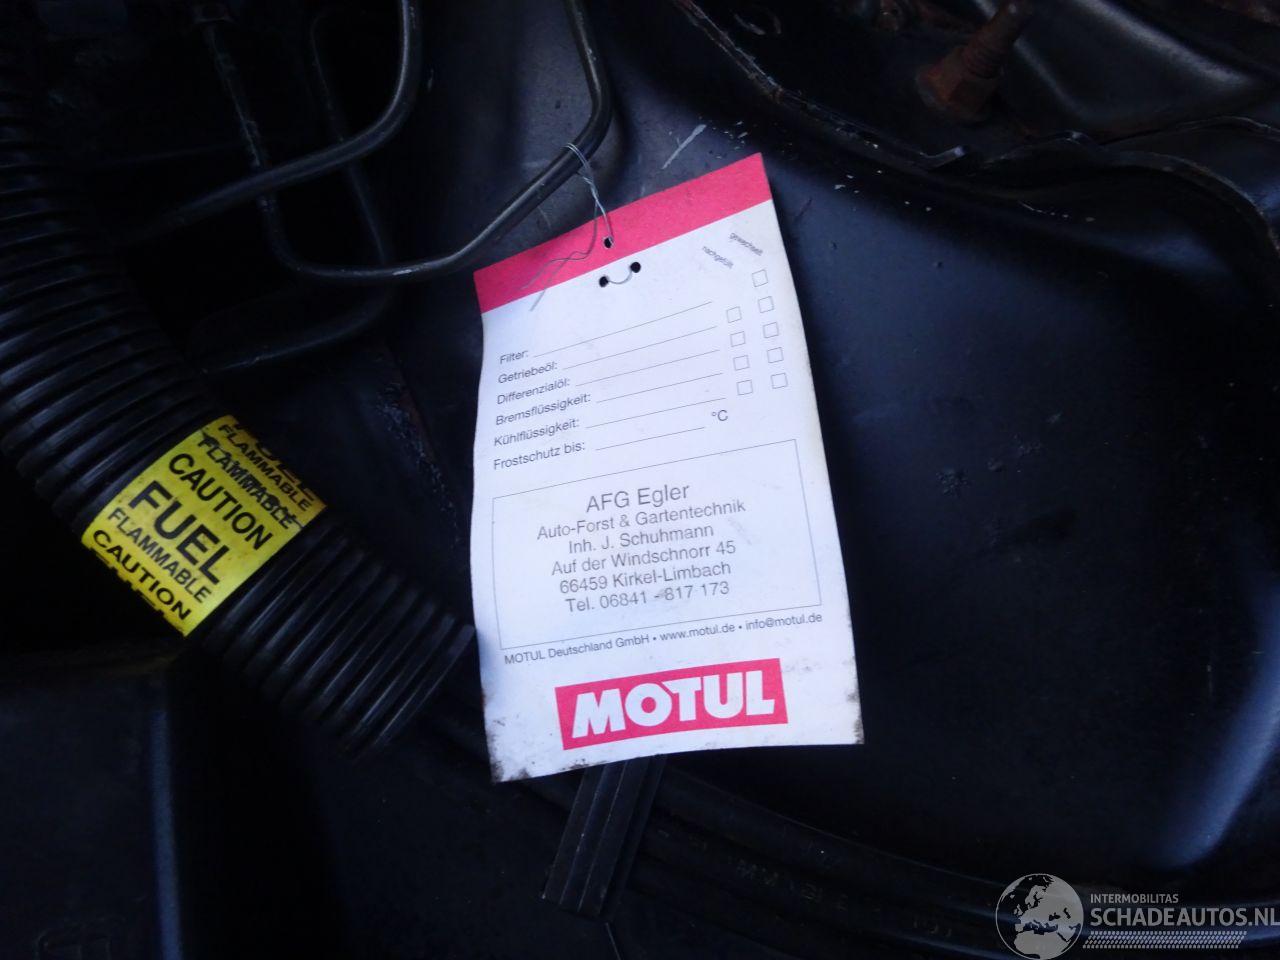 gewechselt
nachgefüllt
Filter:
Getriebeöl:
Differenzialöl:
Bremsflüssigkeit:
Kühlflüssigkeit:
Frostschutz bis: °C
AFG Egler
Auto-Forst & Gartentechnik
Inh. J. Schuhmann
Auf der Windschnorr 45
66459 Kirkel-Limbach
Tel. 06841 - 817 173
MOTUL Deutschland GmbH • www.motul.de • info@motul.de
MOTUL
FLAMMABLE
FLAMMABLE
CAUTION
FUEL
FLAMMABLE
CAUTION
INTERMOBILITAS
SCHADEAUTOS.NL